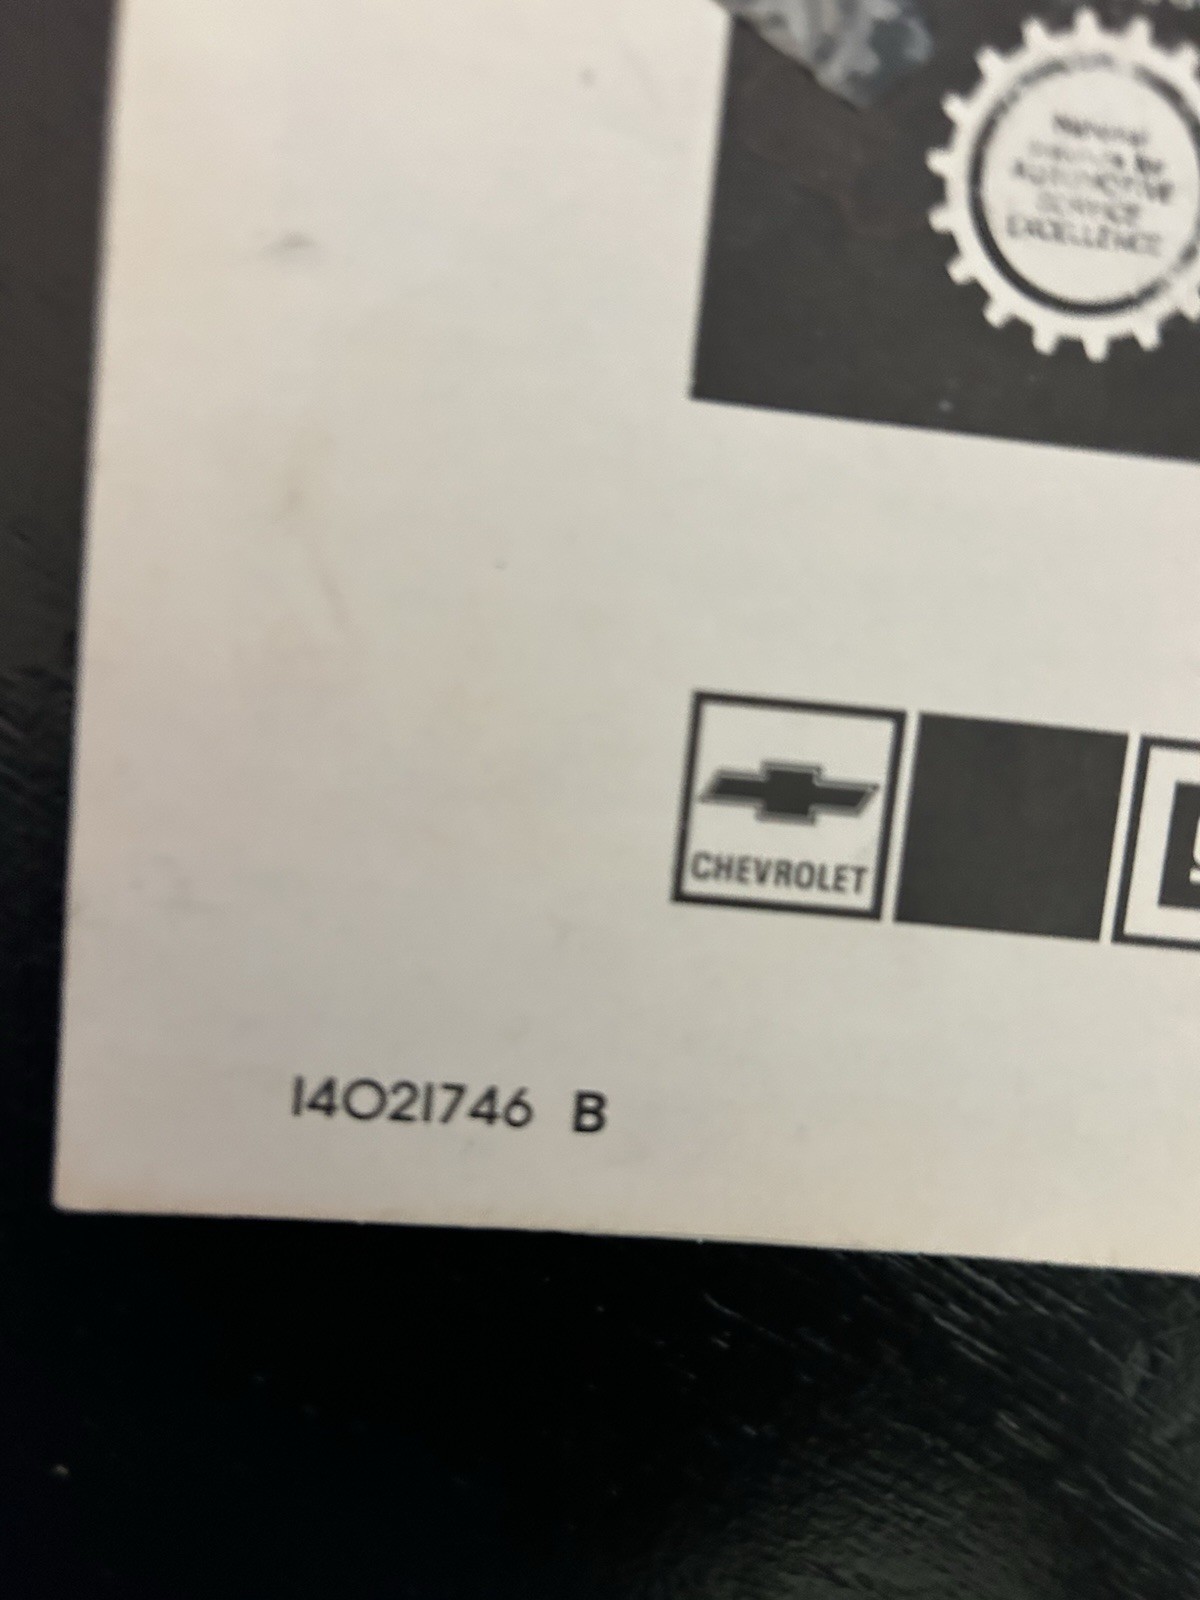 National
Institute for
AUTOMOTIVE
SERVICE
EXCELLENCE
CHEVROLET
14021746 B